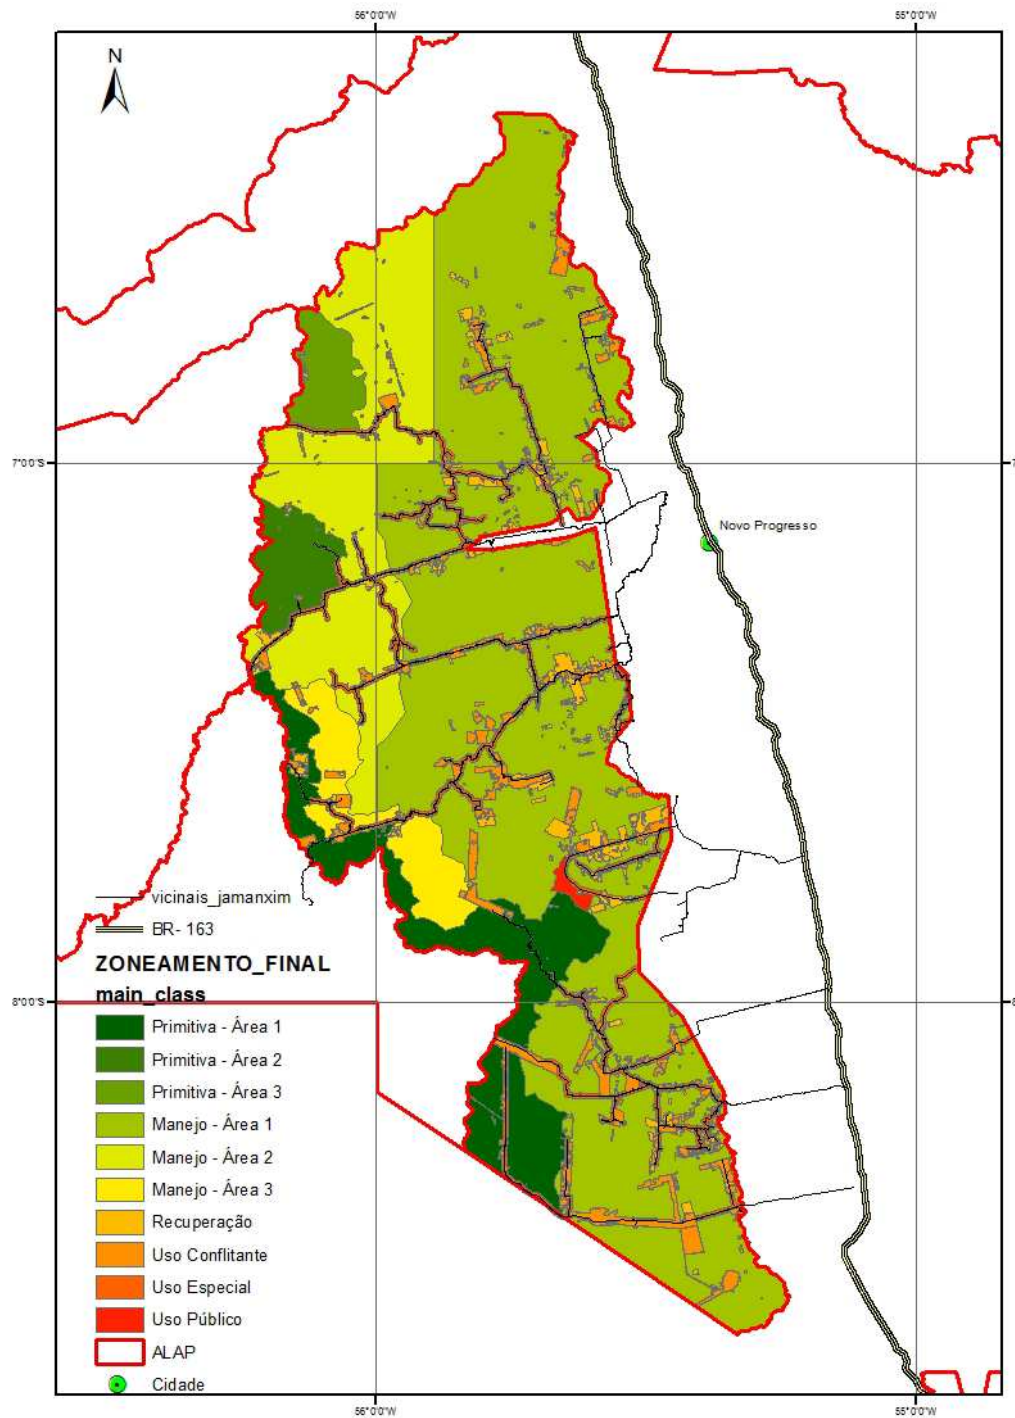 56°0'0"W 55°0'0"W
N
7°0'0"S 7
Novo Progresso
vicinais_jamanxim
BR- 163
ZONEAMENTO_FINAL
main_class
8°0'0"S 8
Primitiva - Área 1
Primitiva - Área 2
Primitiva - Área 3
Manejo - Área 1
Manejo - Área 2
Manejo - Área 3
Recuperação
Uso Conflitante
Uso Especial
Uso Público
ALAP
Cidade
56°0'0"W 55°0'0"W